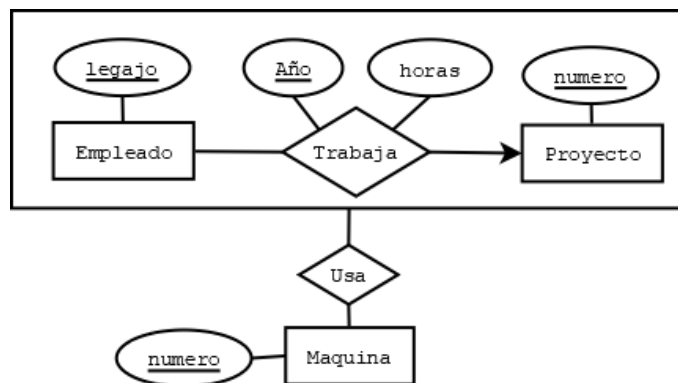 legajo
Año
horas
numero
Empleado
Trabaja
Proyecto
Usa
numero
Maquina